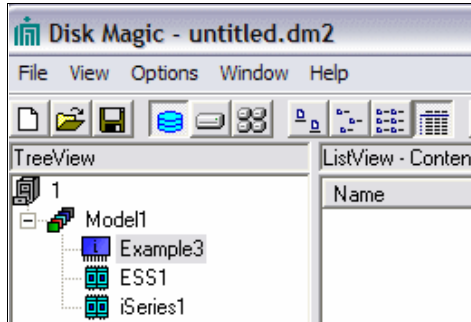 Disk Magic - untitled.dm2
File View Options Window Help
TreeView ListView - Conten
1 Name
Model1
Example3
ESS1
iSeries1